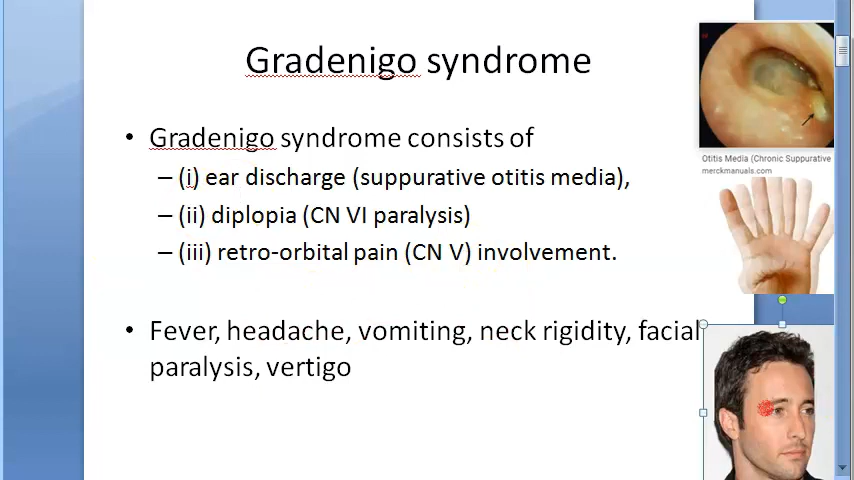 Gradenigo syndrome
• Gradenigo syndrome consists of
– (i) ear discharge (suppurative otitis media),
– (ii) diplopia (CN VI paralysis)
– (iii) retro-orbital pain (CN V) involvement.
• Fever, headache, vomiting, neck rigidity, facial
paralysis, vertigo
Otitis Media (Chronic Suppurative
merckmanuals.com